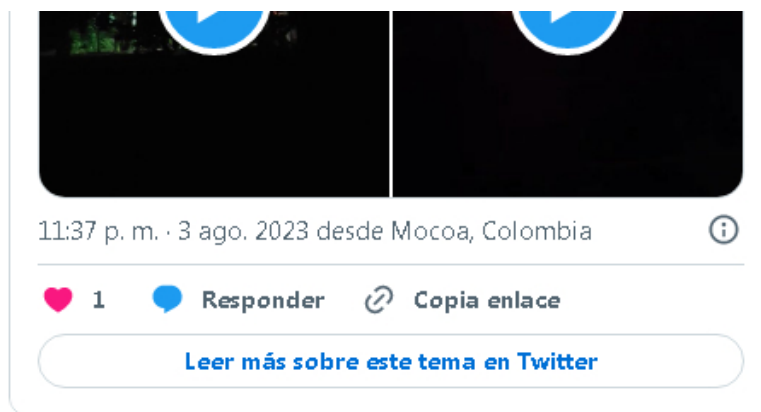 11:37 p. m. · 3 ago. 2023 desde Mocoa, Colombia
1 Responder Copia enlace
Leer más sobre este tema en Twitter